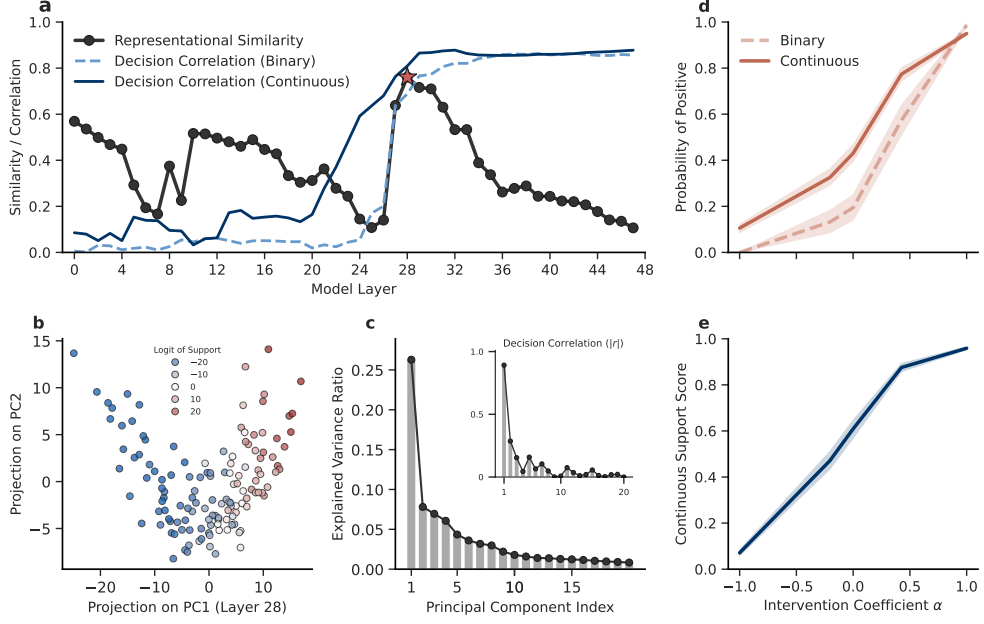 a
1.0
0.8
0.6
0.4
0.2
0.0
Similarity / Correlation
Representational Similarity
Decision Correlation (Binary)
Decision Correlation (Continuous)
0 4 8 12 16 20 24 28 32 36 40 44 48
Model Layer
d
1.0
0.8
0.6
0.4
0.2
0.0
Probability of Positive
Binary
Continuous
b
15
10
5
0
−5
Projection on PC2
Logit of Support
−20
−10
0
10
20
−20 −10 0 10
Projection on PC1 (Layer 28)
c
0.25
0.20
0.15
0.10
0.05
0.00
Explained Variance Ratio
Decision Correlation (|r|)
1.0
0.5
0
1 10 20
1 5 10 15
Principal Component Index
e
1.0
0.8
0.6
0.4
0.2
0.0
Continuous Support Score
−1.0 −0.5 0.0 0.5 1.0
Intervention Coefficient α